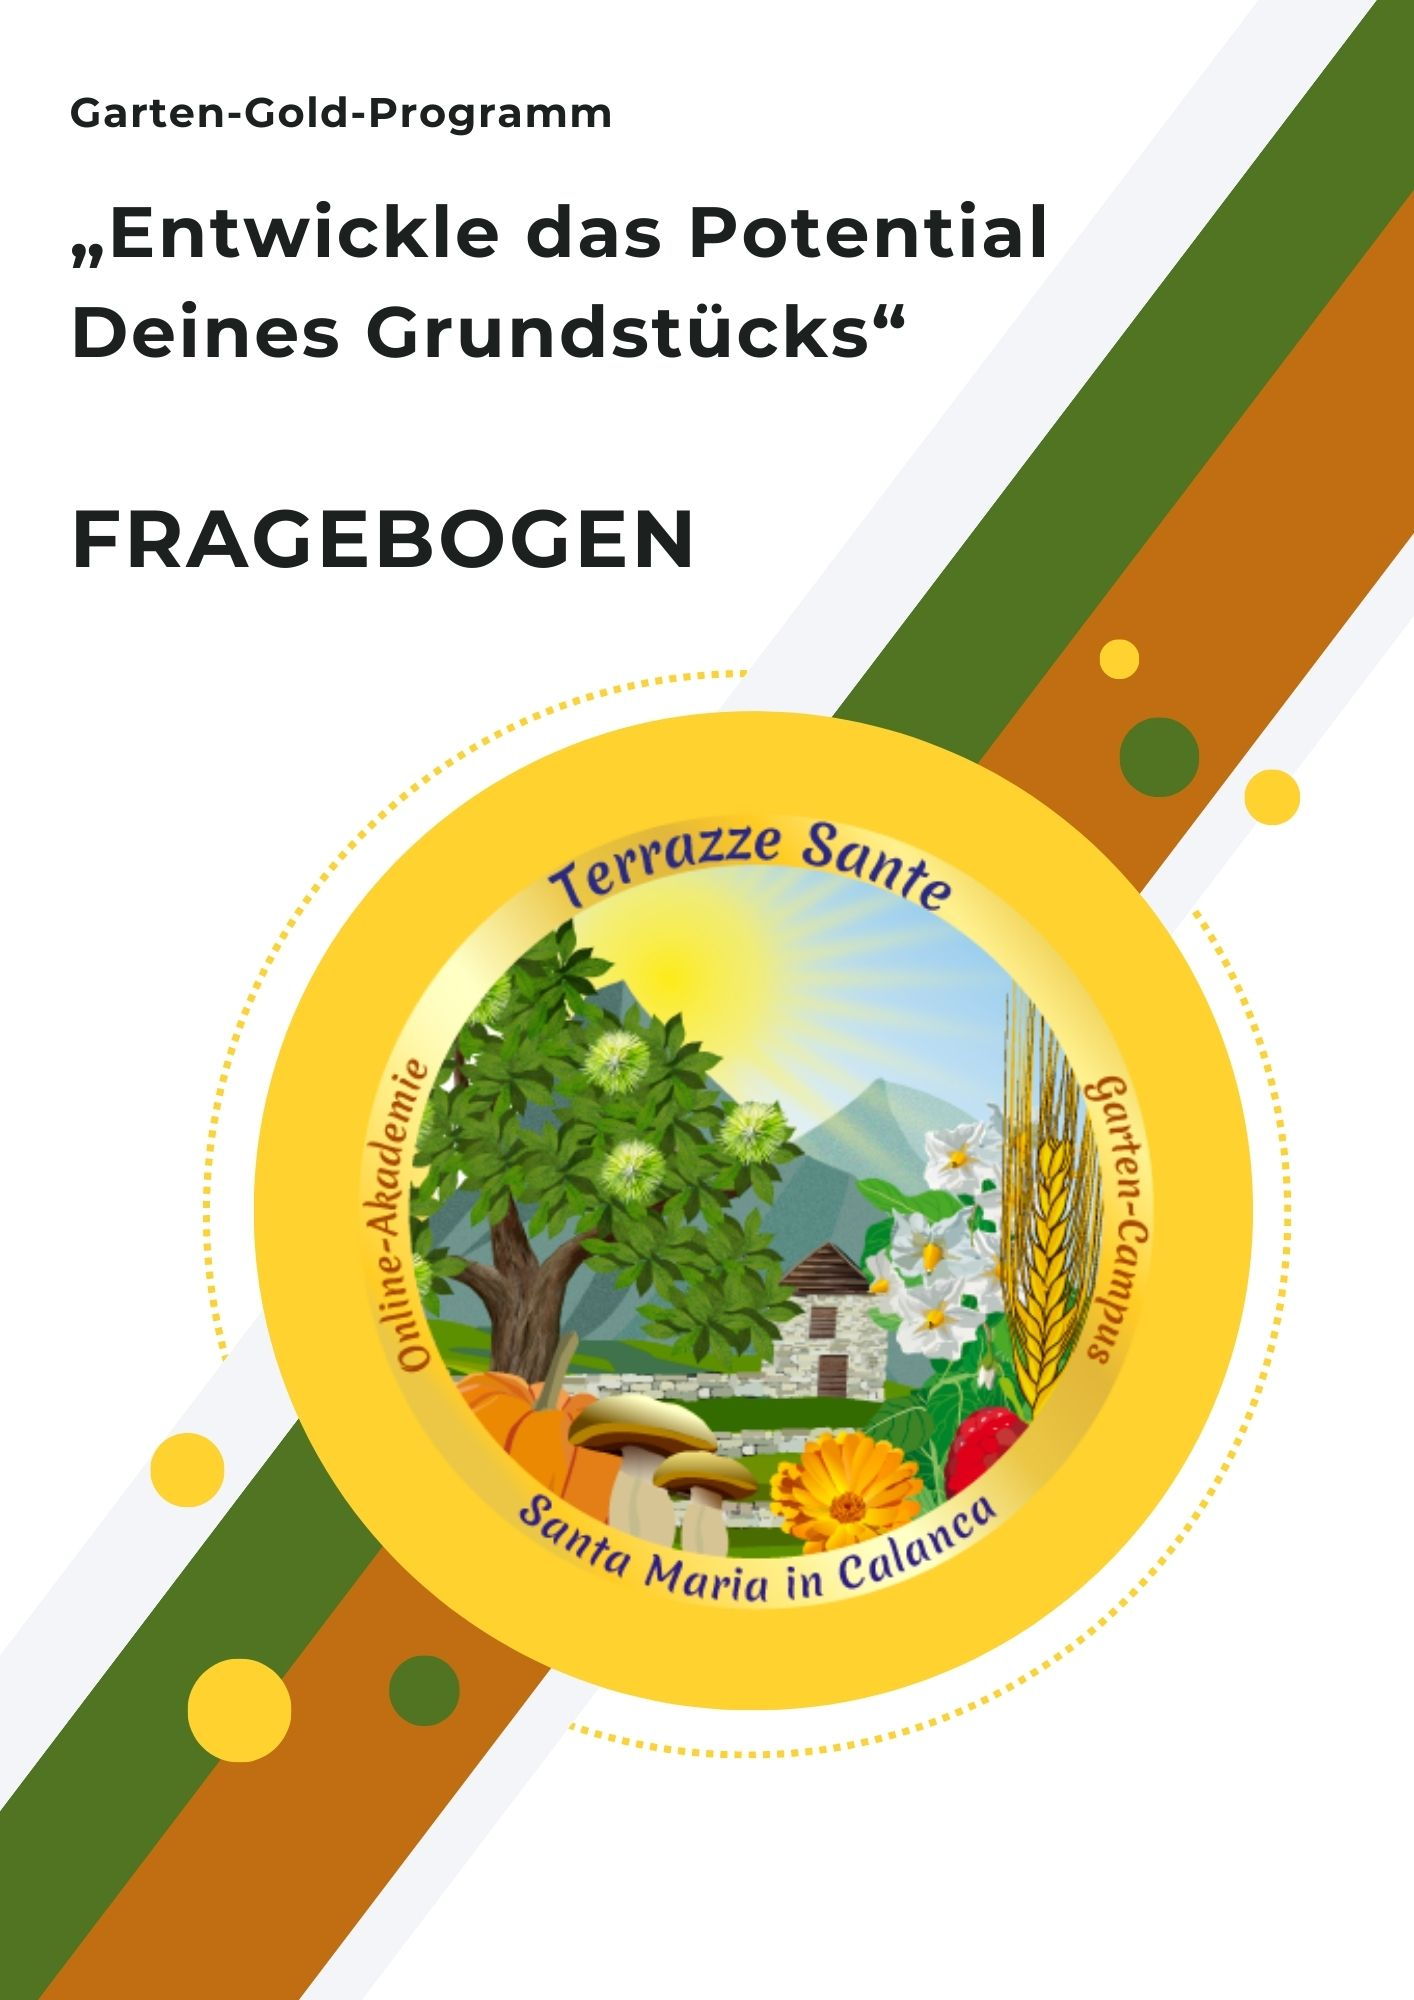 Garten-Gold-Programm
„Entwickle das Potential
Deines Grundstücks“
FRAGEBOGEN
Terrazze Sante
Online-Akademie
Garten-Campus
Santa Maria in Calanca